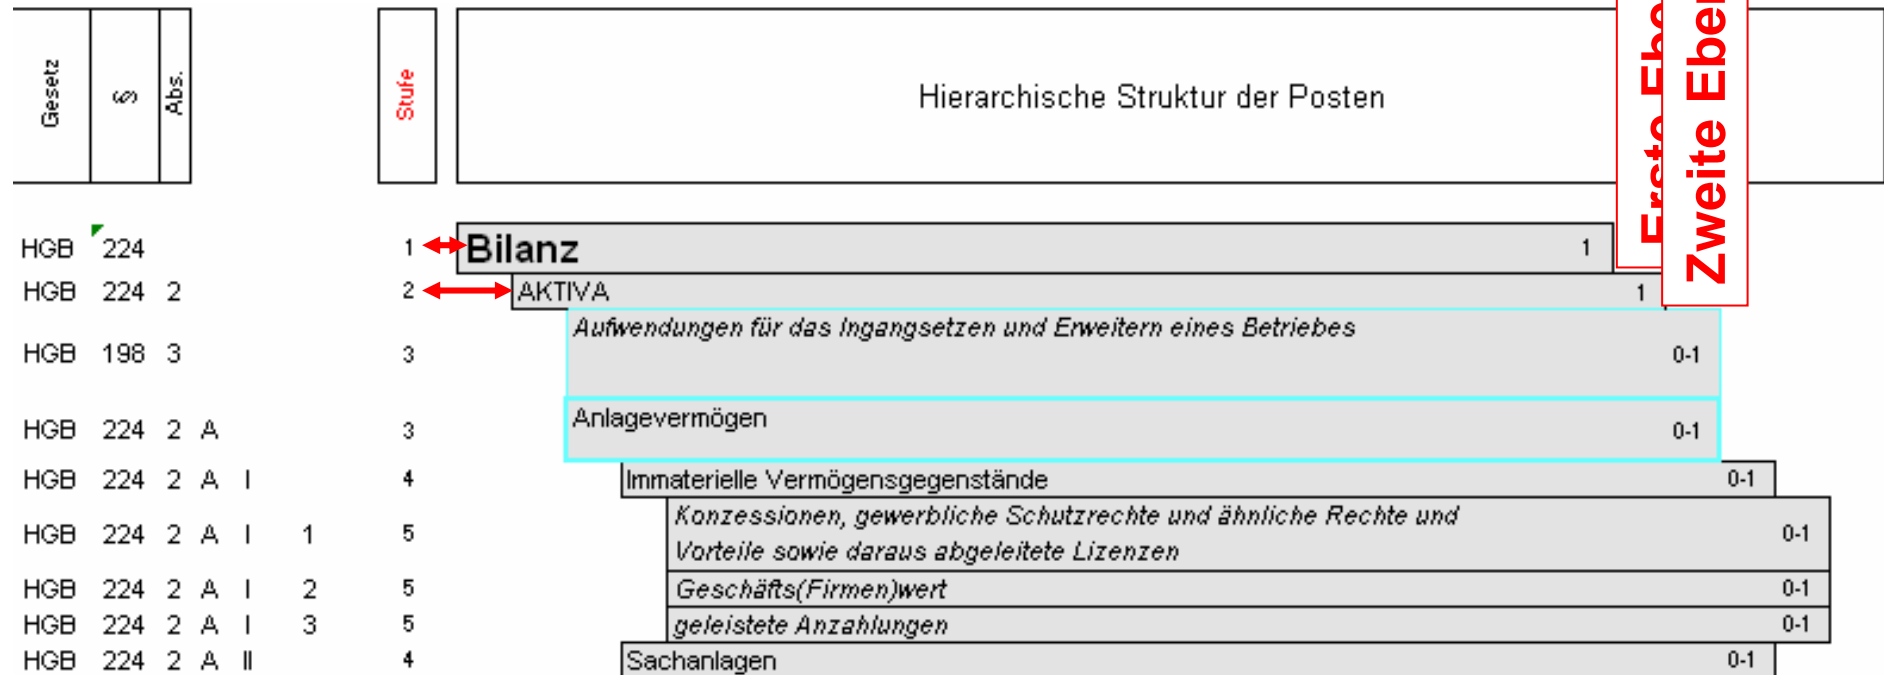 Gesetz § Abs. Stufe Hierarchische Struktur der Posten
Zweite
HGB 224 1 Bilanz 1
HGB 224 2 2 AKTIVA 1
HGB 198 3 3 Aufwendungen für das Ingangsetzen und Erweitern eines Betriebes 0-1
HGB 224 2 A 3 Anlagevermögen 0-1
HGB 224 2 A I 4 Immaterielle Vermögensgegenstände 0-1
HGB 224 2 A I 1 5 Konzessionen, gewerbliche Schutzrechte und ähnliche Rechte und
Vorteile sowie daraus abgeleitete Lizenzen 0-1
HGB 224 2 A I 2 5 Geschäfts(Firmen)wert 0-1
HGB 224 2 A I 3 5 geleistete Anzahlungen 0-1
HGB 224 2 A II 4 Sachanlagen 0-1